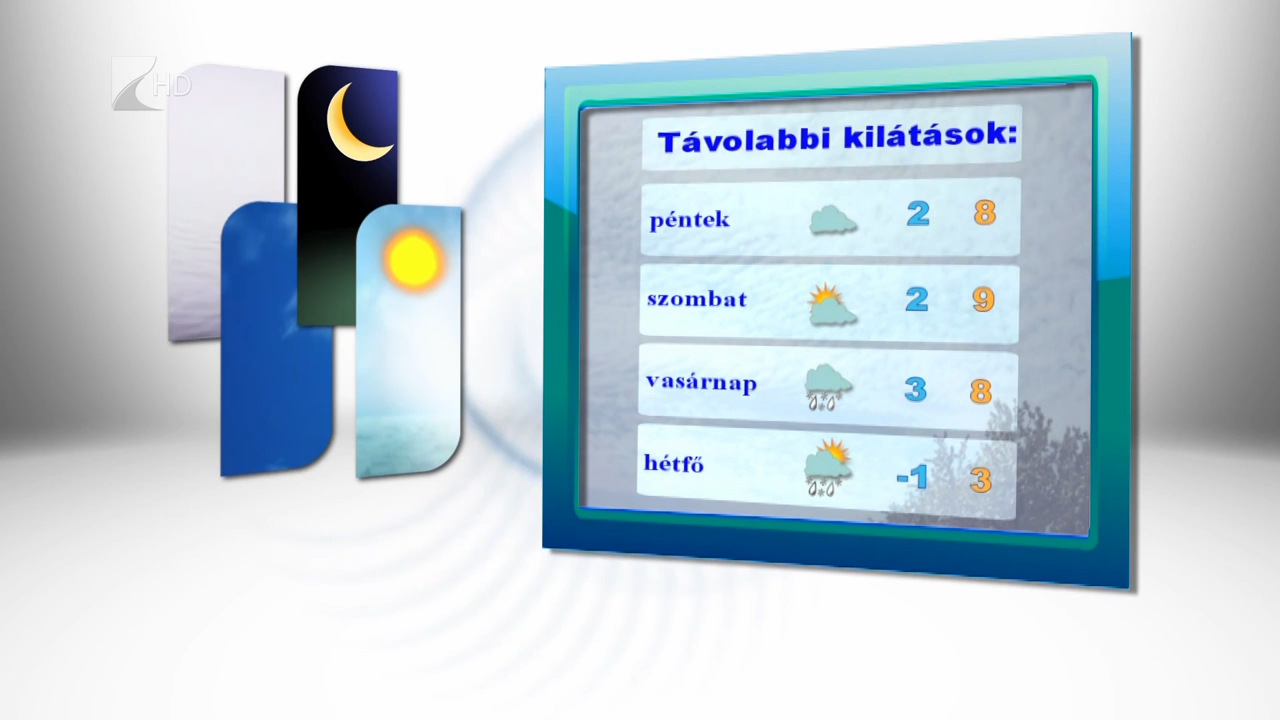 HD
Távolabbi kilátások:
péntek 2 8
szombat 2 9
vasárnap 3 8
hétfő -1 3